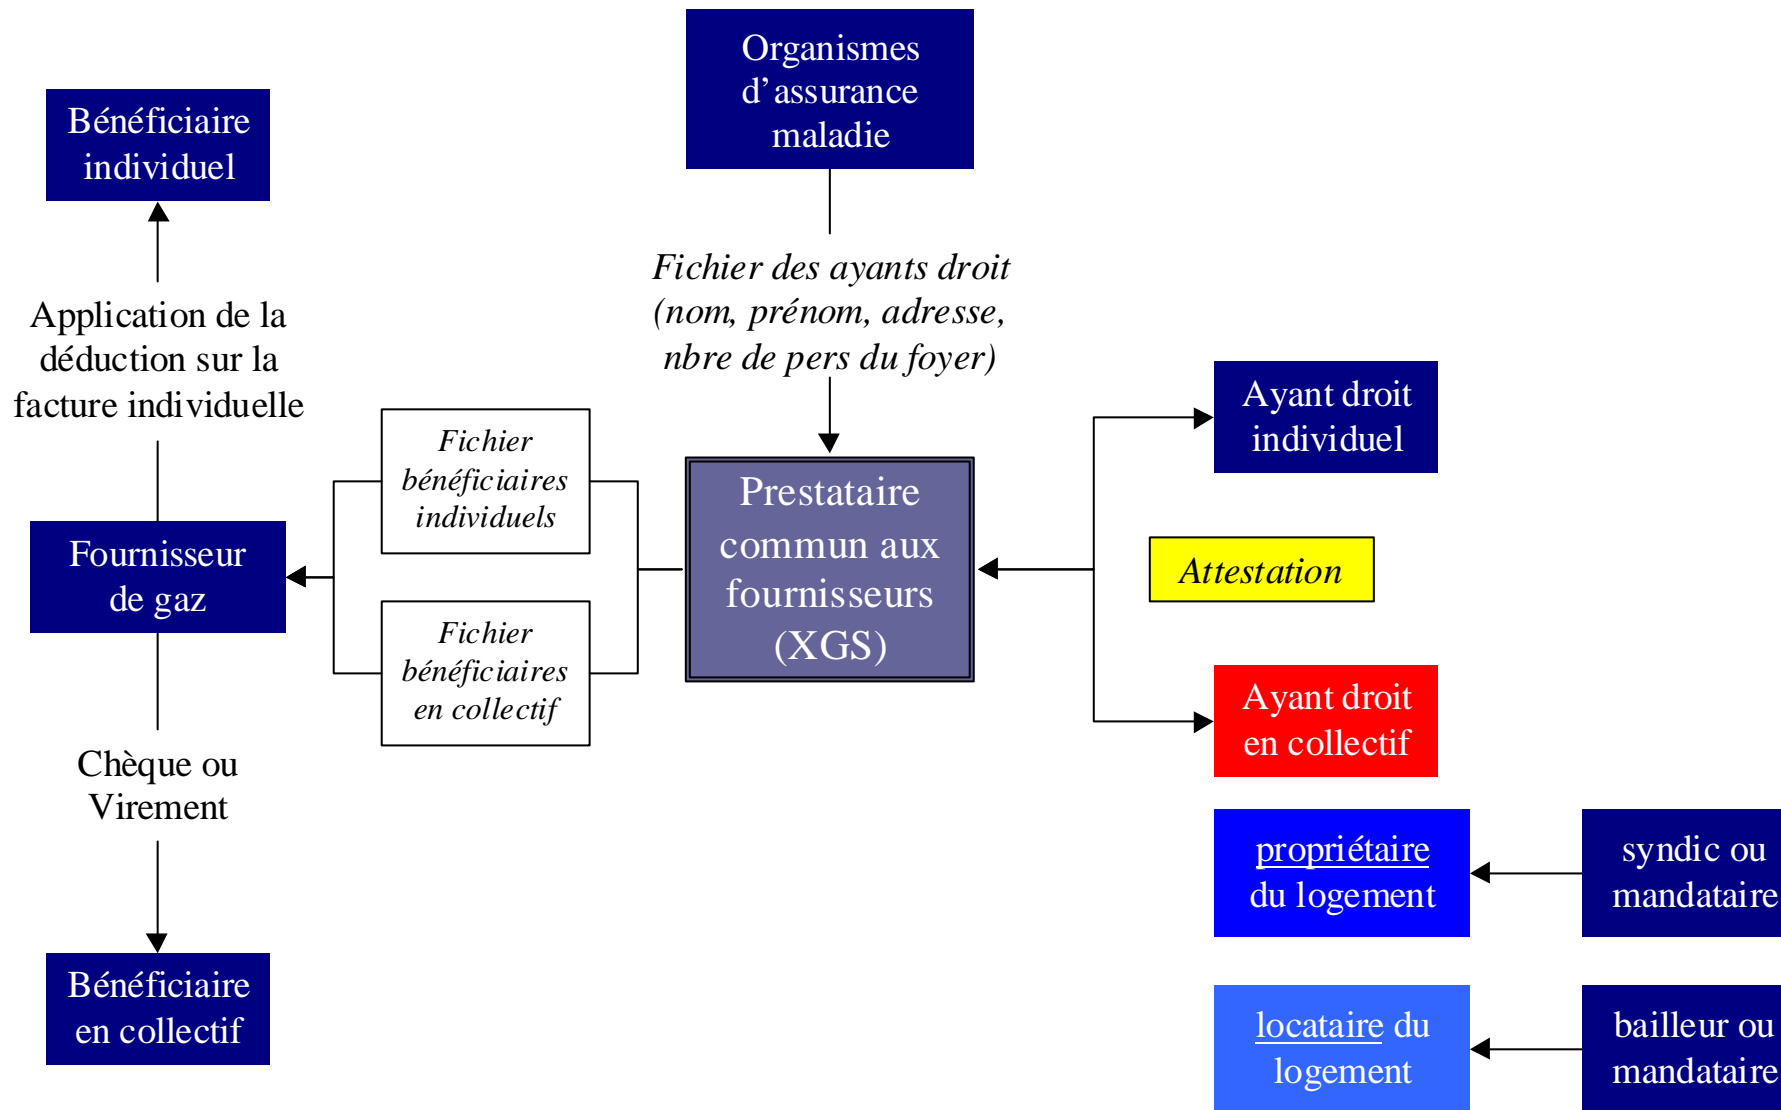 Organismes
d’assurance
maladie
Bénéficiaire
individuel
Fichier des ayants droit
(nom, prénom, adresse,
nbre de pers du foyer)
Application de la
déduction sur la
facture individuelle
Ayant droit
individuel
Fichier
bénéficiaires
individuels
Prestataire
commun aux
fournisseurs
(XGS)
Fournisseur
de gaz
Attestation
Fichier
bénéficiaires
en collectif
Ayant droit
en collectif
Chèque ou
Virement
propriétaire
du logement
syndic ou
mandataire
Bénéficiaire
en collectif
locataire du
logement
bailleur ou
mandataire